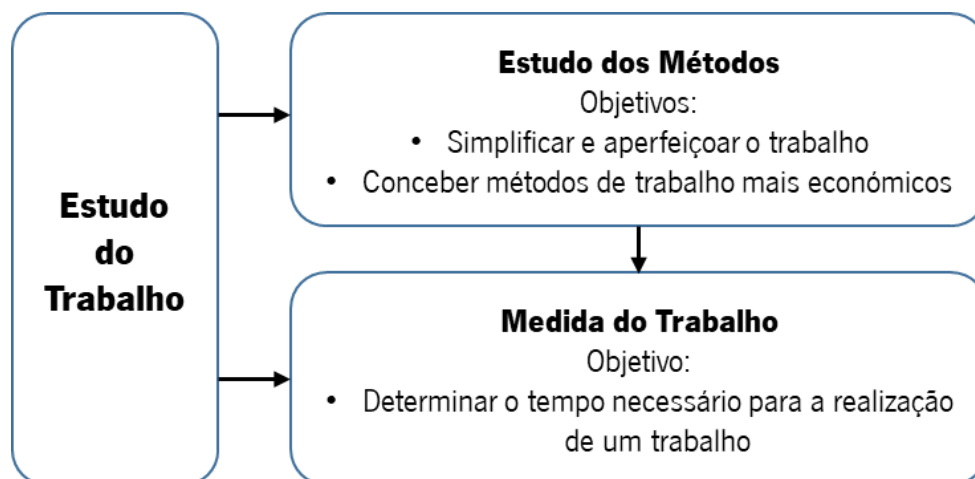 Estudo
do
Trabalho
Estudo dos Métodos
Objetivos:
• Simplificar e aperfeiçoar o trabalho
• Conceber métodos de trabalho mais económicos
Medida do Trabalho
Objetivo:
• Determinar o tempo necessário para a realização
de um trabalho